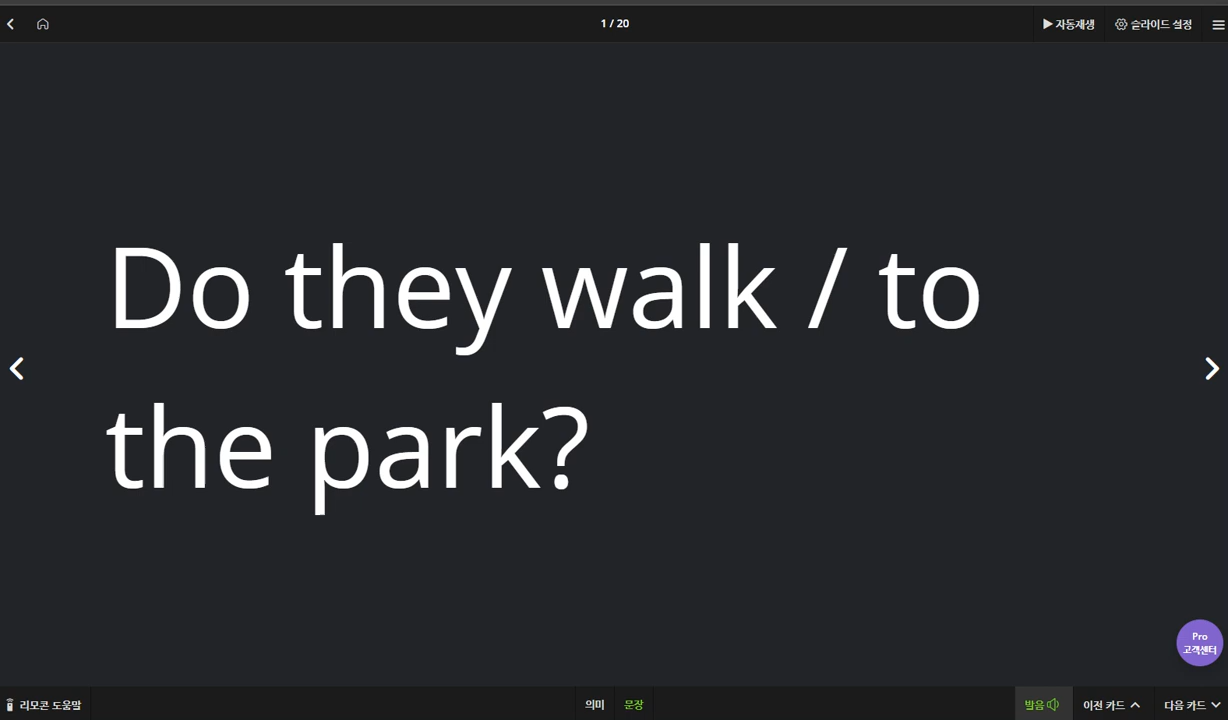 1 / 20
자동재생
슬라이드 설정
Do they walk / to
the park?
Pro
고객센터
리모콘 도움말
의미
문장
발음
이전 카드
다음 카드